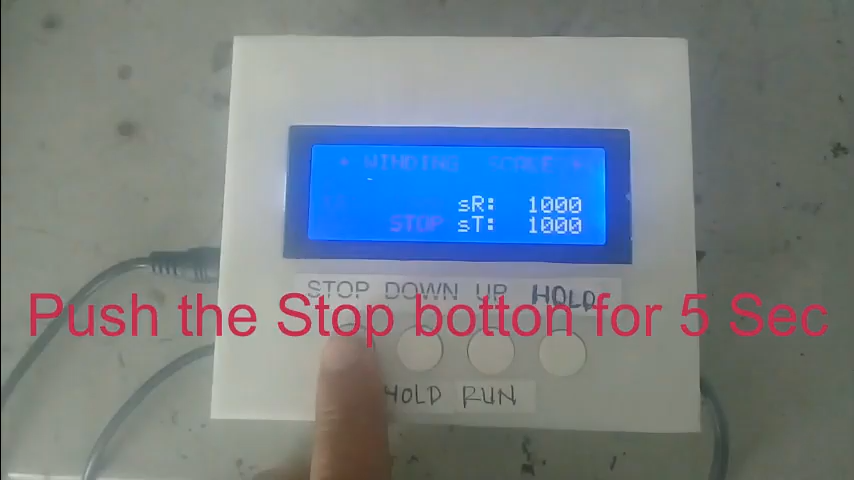 * WINDING SCALE *
sR: 1000
STOP sT: 1000
STOP DOWN UP HOLD
Push the Stop botton for 5 Sec
HOLD RUN